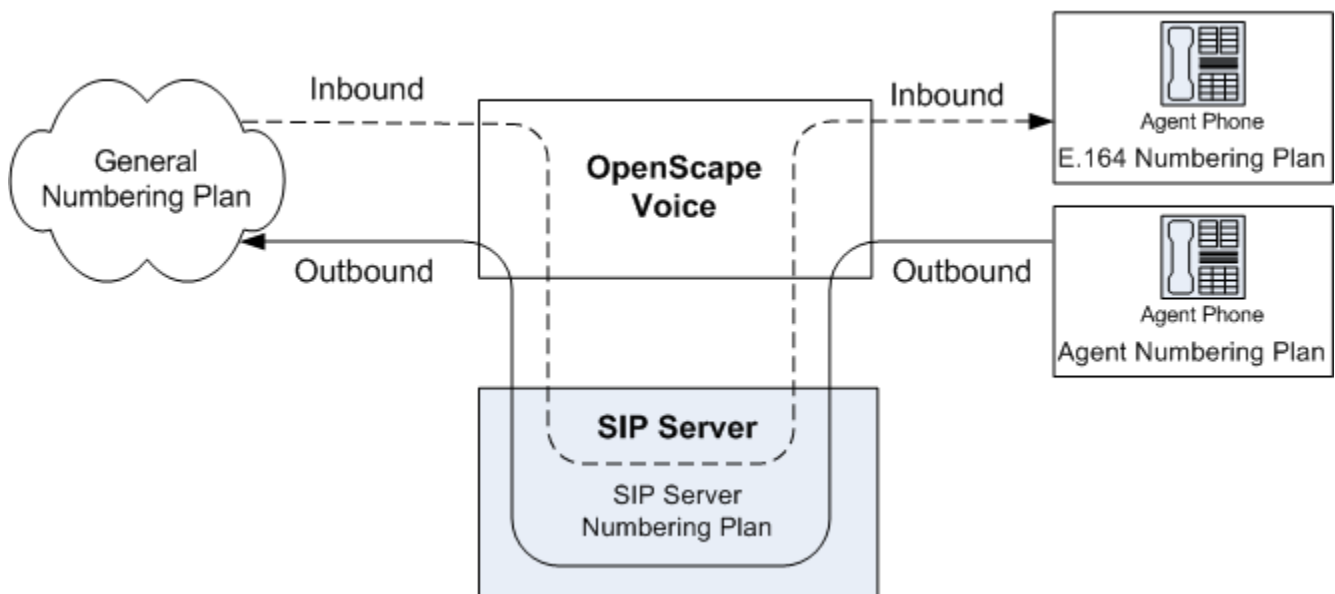 Inbound
General
Numbering Plan
Outbound
OpenScape
Voice
Inbound
Outbound
Agent Phone
E.164 Numbering Plan
Agent Phone
Agent Numbering Plan
SIP Server
SIP Server
Numbering Plan